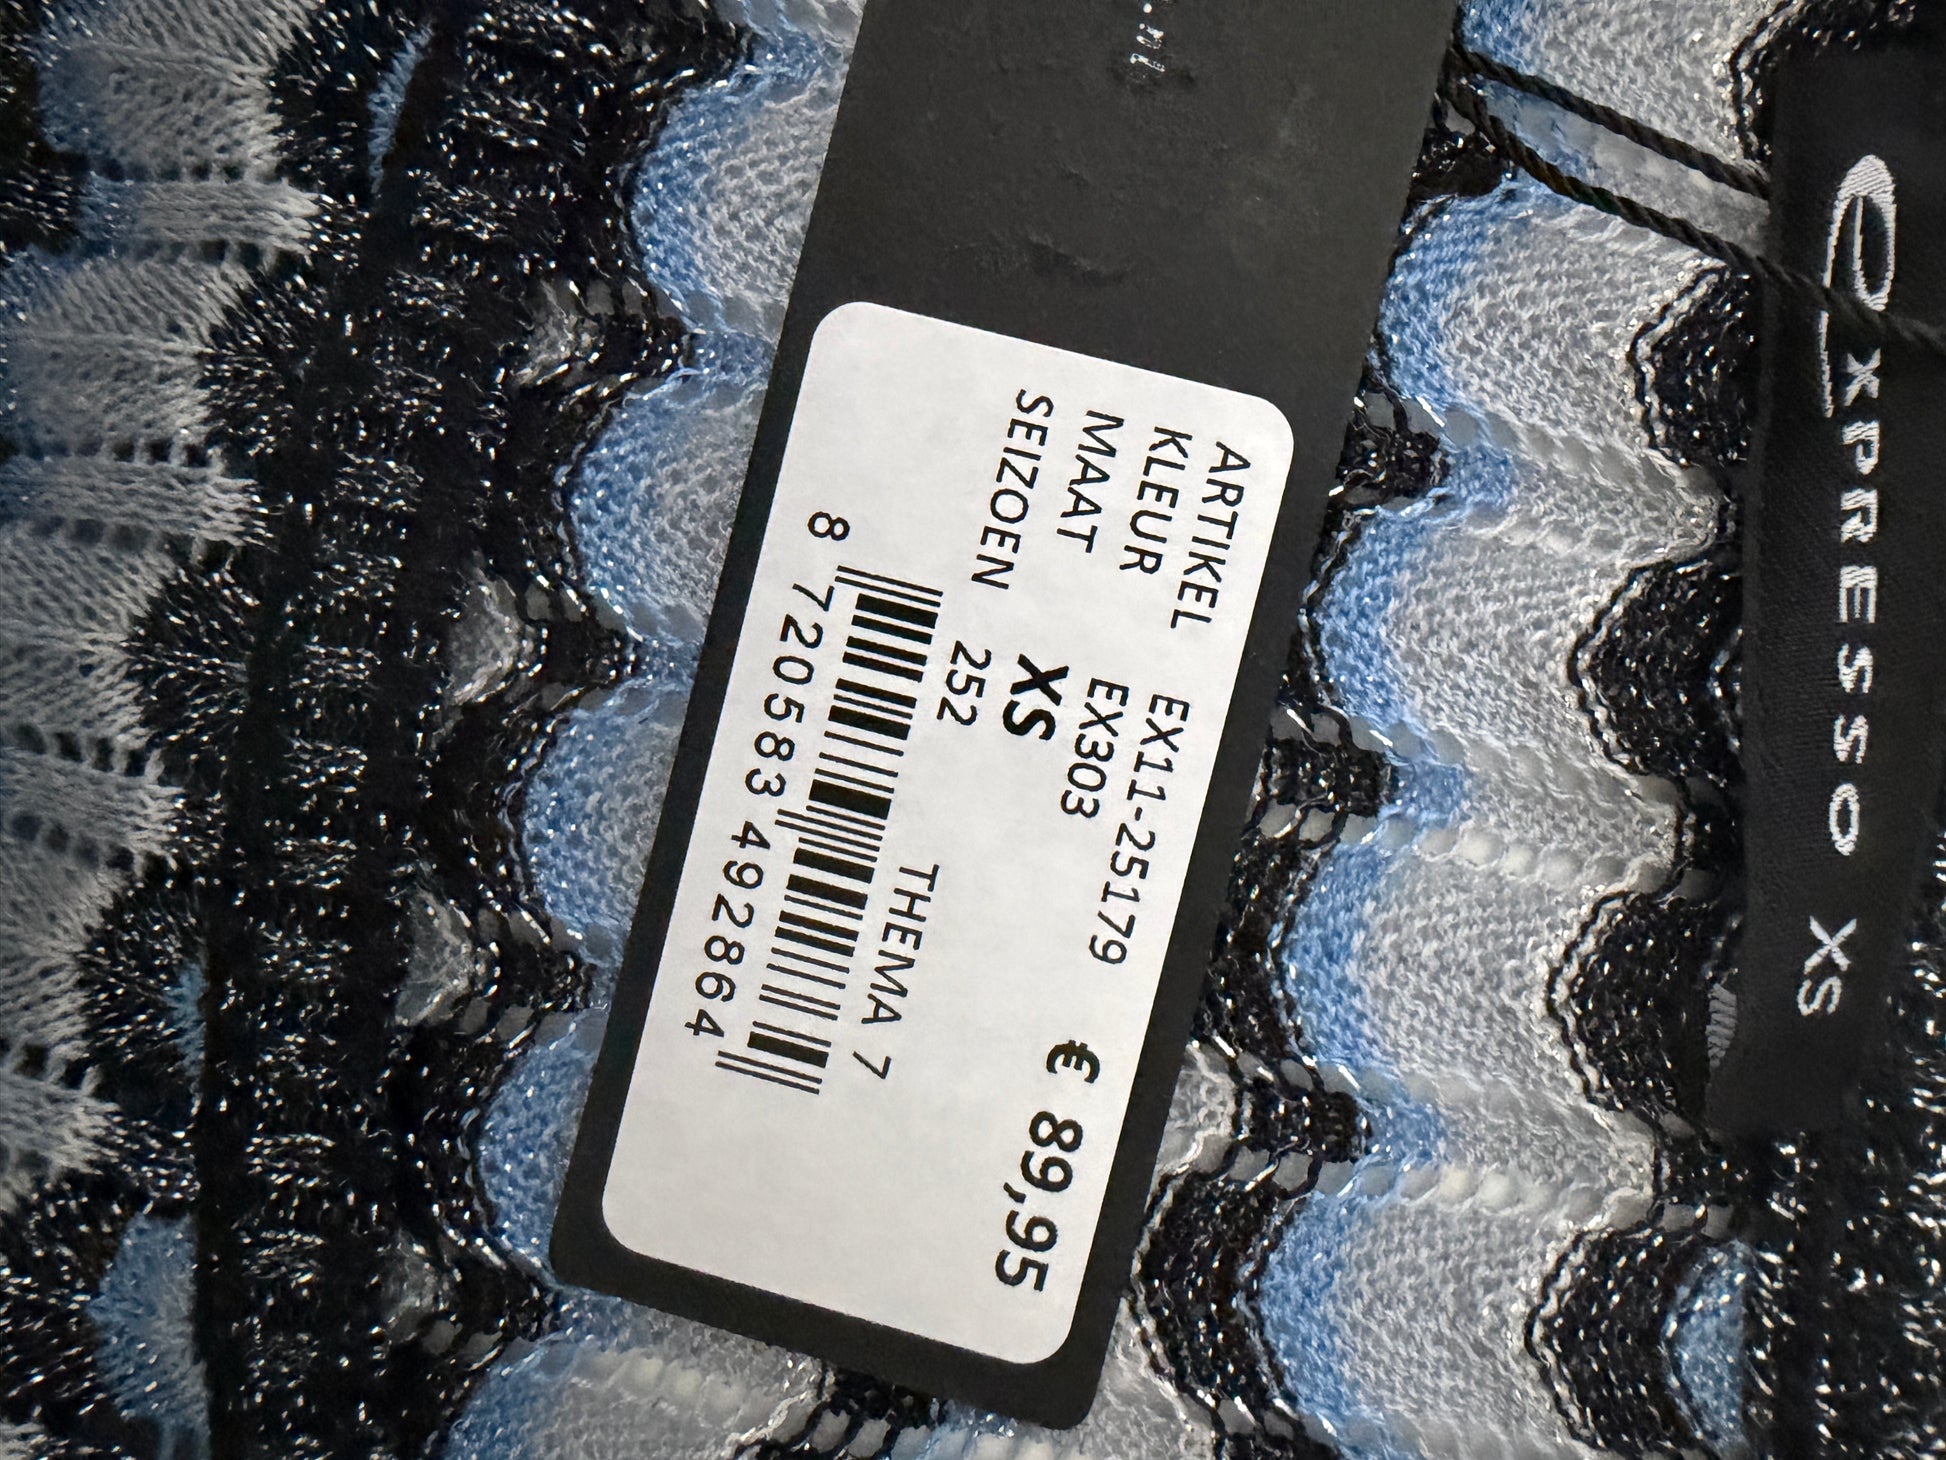 EXPRESSO XS
ARTIKEL EX11-25179
KLEUR EX303
MAAT XS € 89,95
SEIZOEN 252
THEMA 7
8 720583 492864